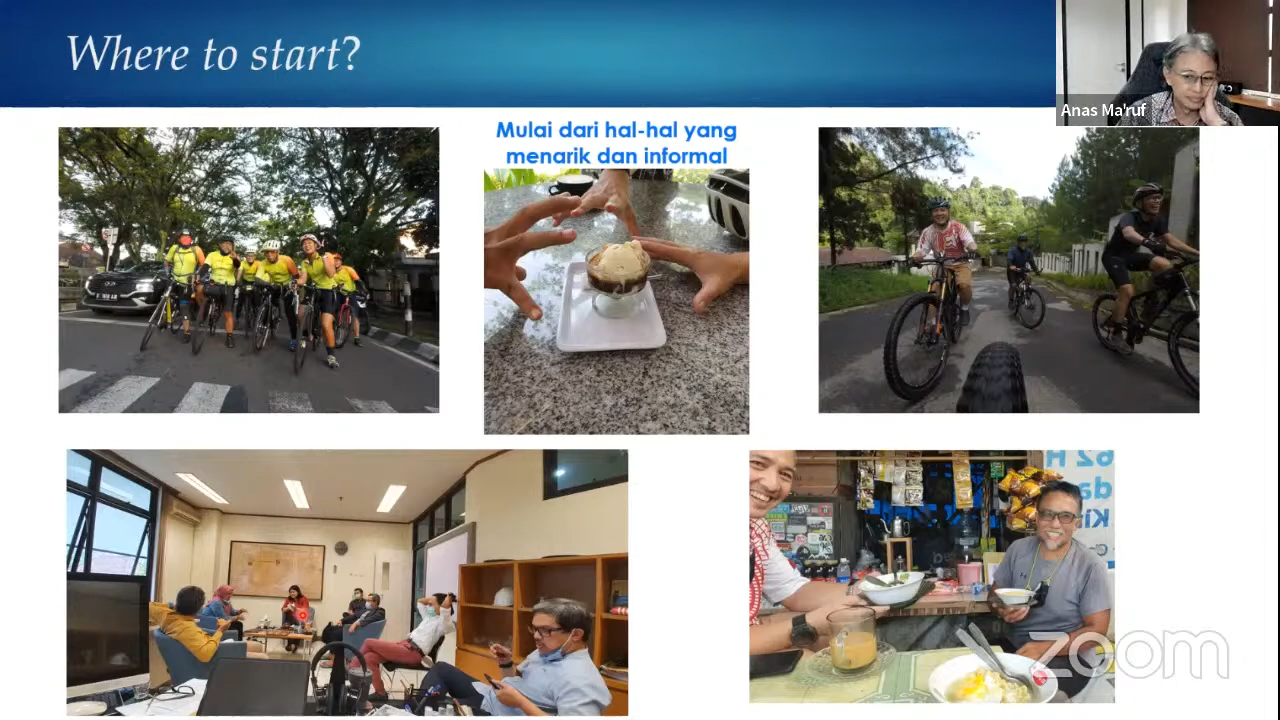 Where to start?
Anas Ma'ruf
Mulai dari hal-hal yang
menarik dan informal
zoom